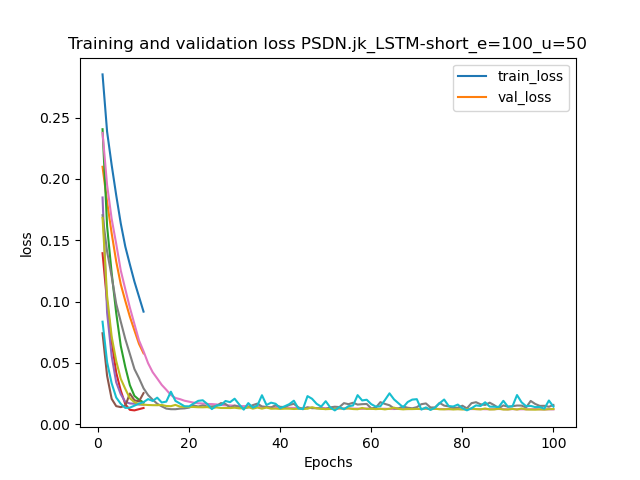 Training and validation loss PSDN.jk_LSTM-short_e=100_u=50
train_loss
val_loss
0.25
0.20
0.15
0.10
0.05
0.00
loss
0 20 40 60 80 100
Epochs